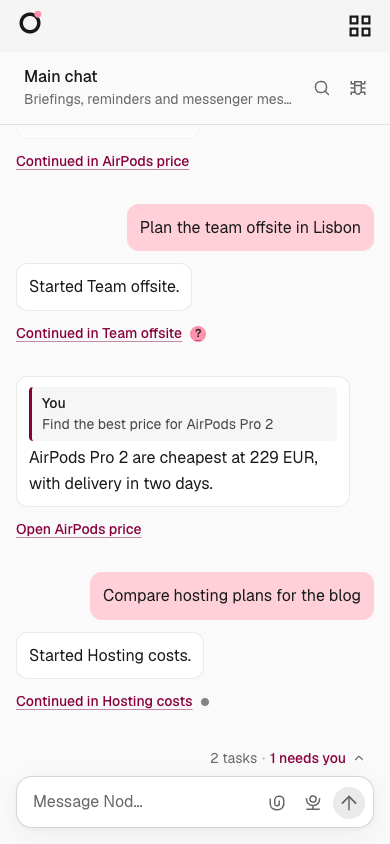 Main chat
Briefings, reminders and messenger mes...
Continued in AirPods price
Plan the team offsite in Lisbon
Started Team offsite.
Continued in Team offsite ?
You
Find the best price for AirPods Pro 2
AirPods Pro 2 are cheapest at 229 EUR,
with delivery in two days.
Open AirPods price
Compare hosting plans for the blog
Started Hosting costs.
Continued in Hosting costs
2 tasks · 1 needs you
Message Nod...